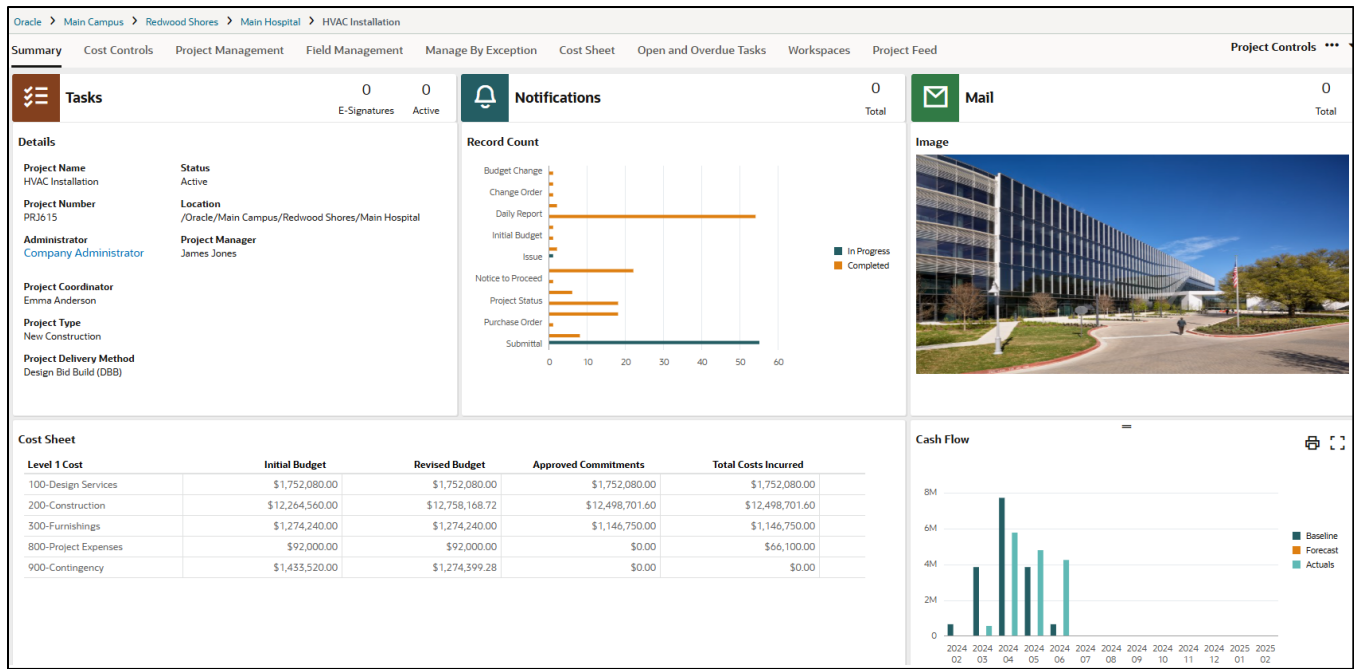 Oracle > Main Campus > Redwood Shores > Main Hospital > HVAC Installation
Summary Cost Controls Project Management Field Management Manage By Exception Cost Sheet Open and Overdue Tasks Workspaces Project Feed Project Controls
Tasks
0 0
E-Signatures Active
Notifications
0
Total
Mail
0
Total
Details
Project Name Status
HVAC Installation Active
Project Number Location
PRJ615 /Oracle/Main Campus/Redwood Shores/Main Hospital
Administrator Project Manager
Company Administrator James Jones
Project Coordinator
Emma Anderson
Project Type
New Construction
Project Delivery Method
Design Bid Build (DBB)
Record Count
Budget Change
Change Order
Daily Report
Initial Budget
Issue
Notice to Proceed
Project Status
Purchase Order
Submittal
0 10 20 30 40 50 60
In Progress
Completed
Image
Cost Sheet
Level 1 Cost Initial Budget Revised Budget Approved Commitments Total Costs Incurred
100-Design Services $1,752,080.00 $1,752,080.00 $1,752,080.00 $1,752,080.00
200-Construction $12,264,560.00 $12,758,168.72 $12,498,701.60 $12,498,701.60
300-Furnishings $1,274,240.00 $1,274,240.00 $1,146,750.00 $1,146,750.00
800-Project Expenses $92,000.00 $92,000.00 $0.00 $66,100.00
900-Contingency $1,433,520.00 $1,274,399.28 $0.00 $0.00
Cash Flow
8M
6M
4M
2M
0
2024 2024 2024 2024 2024 2024 2024 2024 2024 2024 2024 2025 2025
02 03 04 05 06 07 08 09 10 11 12 01 02
Baseline
Forecast
Actuals